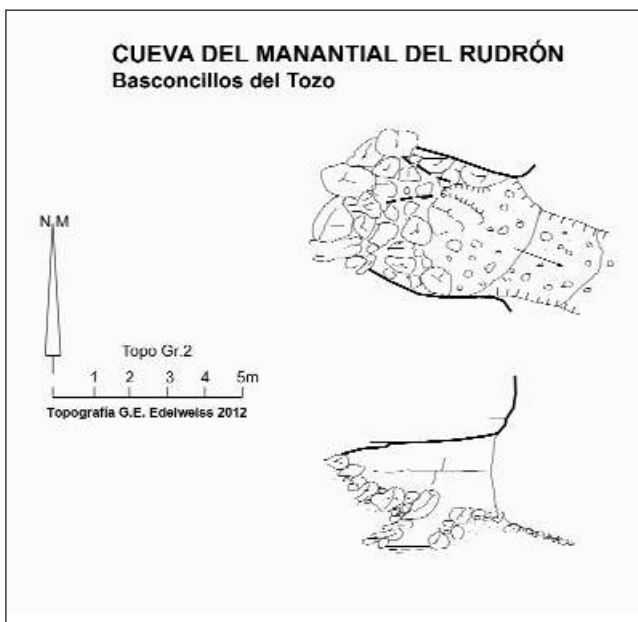 CUEVA DEL MANANTIAL DEL RUDRÓN
Basconcillos del Tozo
N.M
Topo Gr.2
1 2 3 4 5m
Topografía G.E. Edelweiss 2012